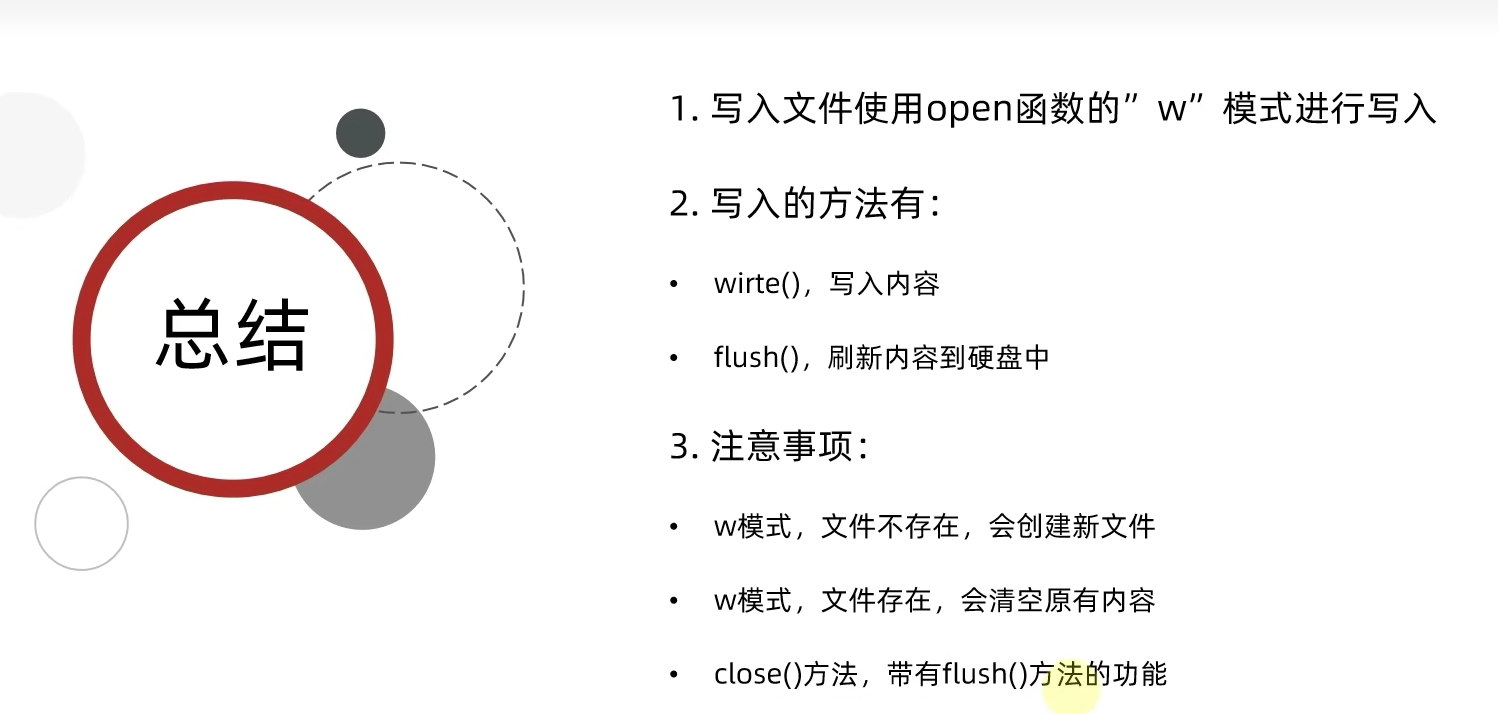 总结
1. 写入文件使用open函数的”w”模式进行写入
2. 写入的方法有：
• wirte()，写入内容
• flush()，刷新内容到硬盘中
3. 注意事项：
• w模式，文件不存在，会创建新文件
• w模式，文件存在，会清空原有内容
• close()方法，带有flush()方法的功能